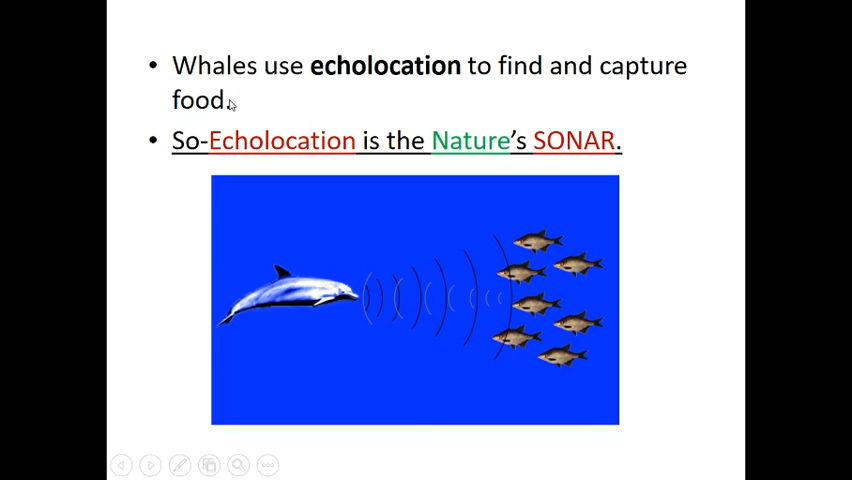 • Whales use echolocation to find and capture
food.
• So-Echolocation is the Nature's SONAR.